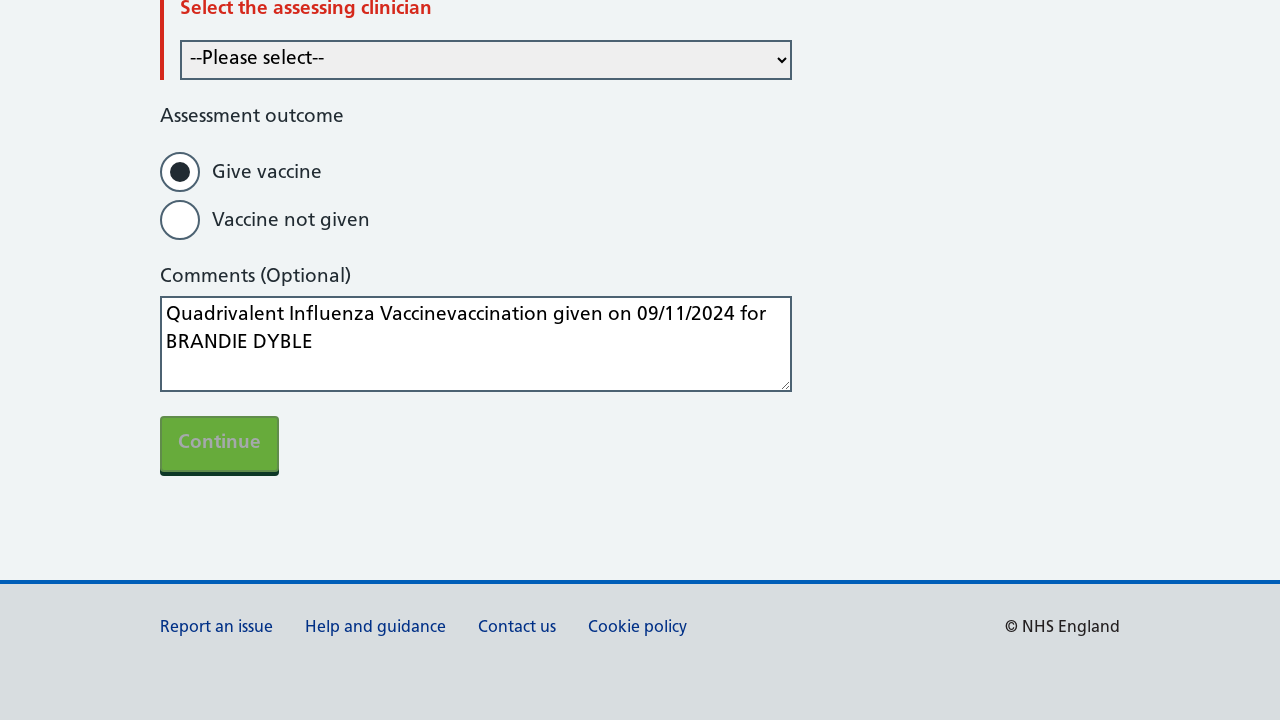 Select the assessing clinician
--Please select--
Assessment outcome
Give vaccine
Vaccine not given
Comments (Optional)
Quadrivalent Influenza Vaccinevaccination given on 09/11/2024 for
BRANDIE DYBLE
Continue
Report an issue Help and guidance Contact us Cookie policy © NHS England